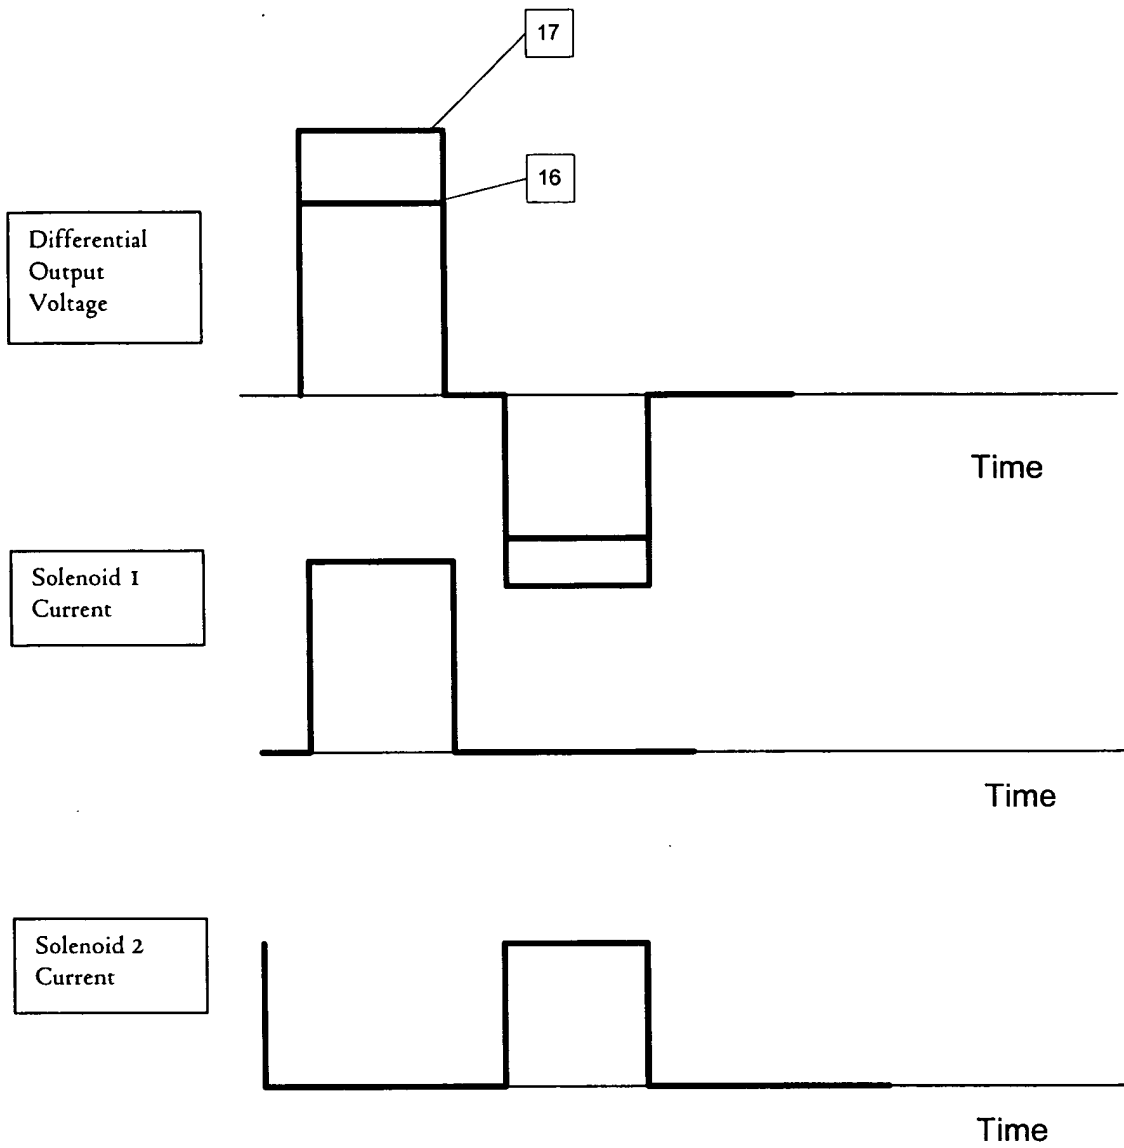 17
16
Differential
Output
Voltage
Time
Solenoid 1
Current
Time
Solenoid 2
Current
Time